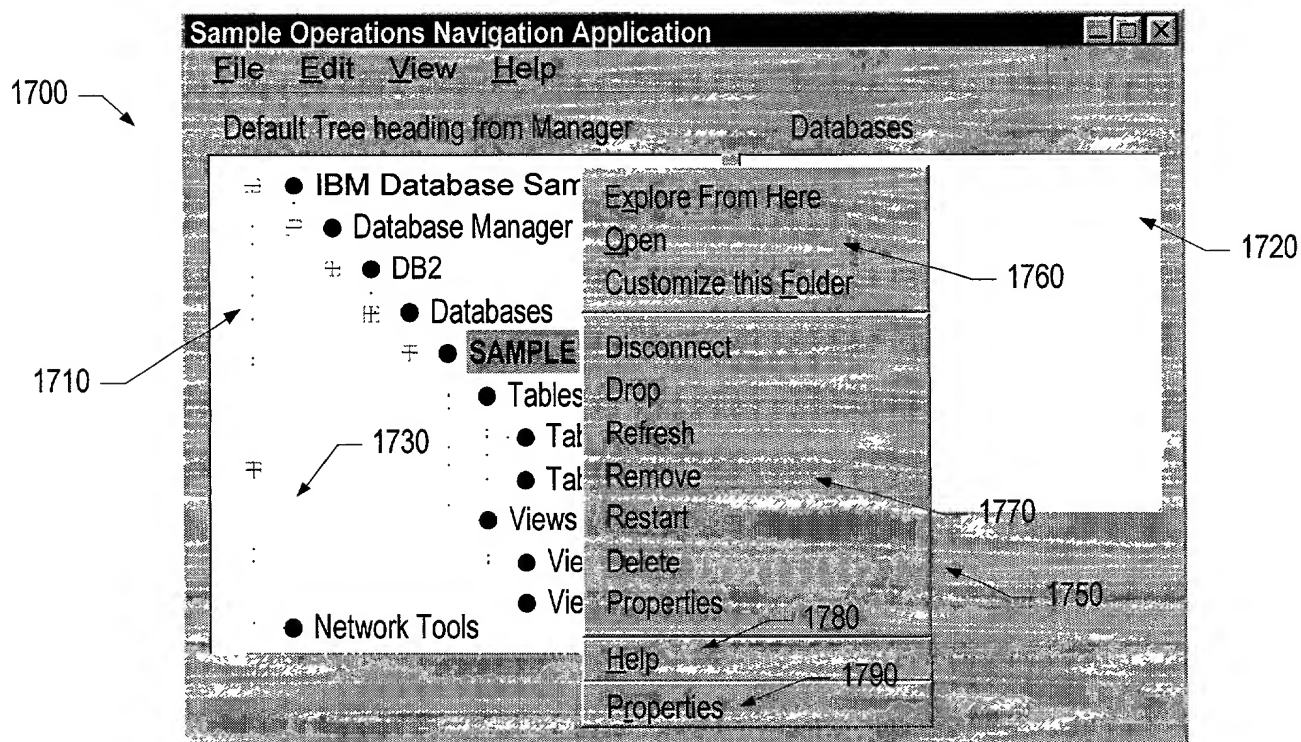 Sample Operations Navigation Application
File Edit View Help
1700
Default Tree heading from Manager
Databases
IBM Database Sam
Database Manager
DB2
Databases
SAMPLE
Tables
Tab
Tab
Views
Vie
Vie
Network Tools
Explore From Here
Open
Customize this Folder
Disconnect
Drop
Refresh
Remove
Restart
Delete
Properties
Help
Properties
1710
1720
1730
1760
1770
1750
1780
1790